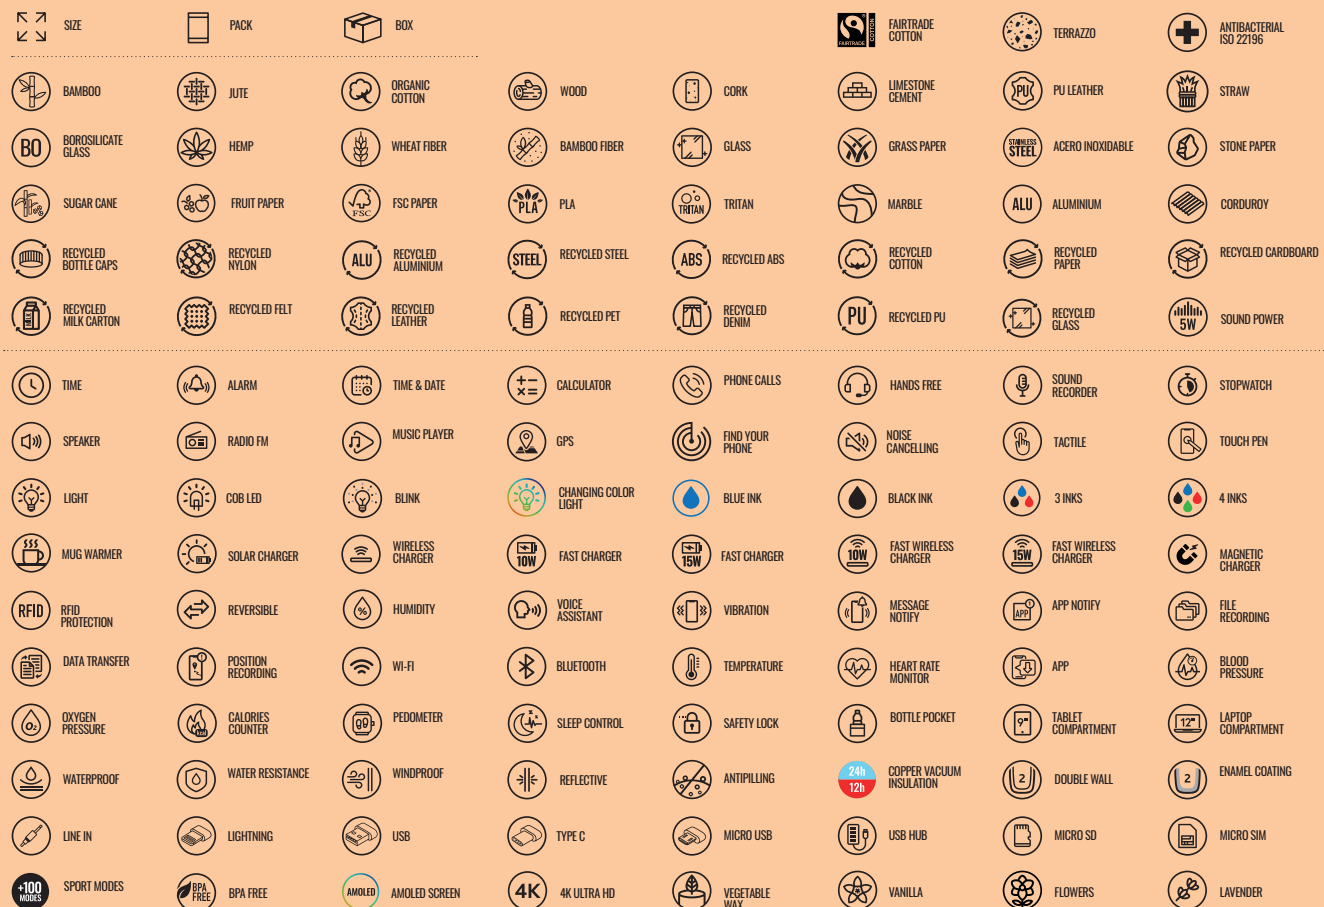 SIZE
PACK
BOX
FAIRTRADE
COTTON
FAIRTRADE
COTTON
TERRAZZO
ANTIBACTERIAL
ISO 22196
BAMBOO
JUTE
ORGANIC
COTTON
WOOD
CORK
LIMESTONE
CEMENT
PU
PU LEATHER
STRAW
BO
BOROSILICATE
GLASS
HEMP
WHEAT FIBER
BAMBOO FIBER
GLASS
GRASS PAPER
STAINLESS
STEEL
ACERO INOXIDABLE
STONE PAPER
SUGAR CANE
FRUIT PAPER
FSC
FSC PAPER
PLA
PLA
TRITAN
TRITAN
MARBLE
ALU
ALUMINIUM
CORDUROY
RECYCLED
BOTTLE CAPS
RECYCLED
NYLON
ALU
RECYCLED
ALUMINIUM
STEEL
RECYCLED STEEL
ABS
RECYCLED ABS
RECYCLED
COTTON
RECYCLED
PAPER
RECYCLED CARDBOARD
RECYCLED
MILK CARTON
RECYCLED FELT
RECYCLED
LEATHER
RECYCLED PET
RECYCLED
DENIM
PU
RECYCLED PU
RECYCLED
GLASS
5W
SOUND POWER
TIME
ALARM
TIME & DATE
CALCULATOR
PHONE CALLS
HANDS FREE
SOUND
RECORDER
STOPWATCH
SPEAKER
RADIO FM
MUSIC PLAYER
GPS
FIND YOUR
PHONE
NOISE
CANCELLING
TACTILE
TOUCH PEN
LIGHT
COB LED
BLINK
CHANGING COLOR
LIGHT
BLUE INK
BLACK INK
3 INKS
4 INKS
MUG WARMER
SOLAR CHARGER
WIRELESS
CHARGER
10W
FAST CHARGER
15W
FAST CHARGER
10W
FAST WIRELESS
CHARGER
15W
FAST WIRELESS
CHARGER
MAGNETIC
CHARGER
RFID
RFID
PROTECTION
REVERSIBLE
%
HUMIDITY
VOICE
ASSISTANT
VIBRATION
MESSAGE
NOTIFY
APP
APP NOTIFY
FILE
RECORDING
DATA TRANSFER
POSITION
RECORDING
WI-FI
BLUETOOTH
TEMPERATURE
HEART RATE
MONITOR
APP
BLOOD
PRESSURE
O2
OXYGEN
PRESSURE
CALORIES
COUNTER
PEDOMETER
SLEEP CONTROL
SAFETY LOCK
BOTTLE POCKET
9"
TABLET
COMPARTMENT
12"
LAPTOP
COMPARTMENT
WATERPROOF
WATER RESISTANCE
WINDPROOF
REFLECTIVE
ANTIPILLING
24h
12h
COPPER VACUUM
INSULATION
2
DOUBLE WALL
2
ENAMEL COATING
LINE IN
LIGHTNING
USB
TYPE C
MICRO USB
USB HUB
MICRO SD
MICRO SIM
+100
MODES
SPORT MODES
BPA
FREE
BPA FREE
AMOLED
AMOLED SCREEN
4K
4K ULTRA HD
VEGETABLE
WAX
VANILLA
FLOWERS
LAVENDER